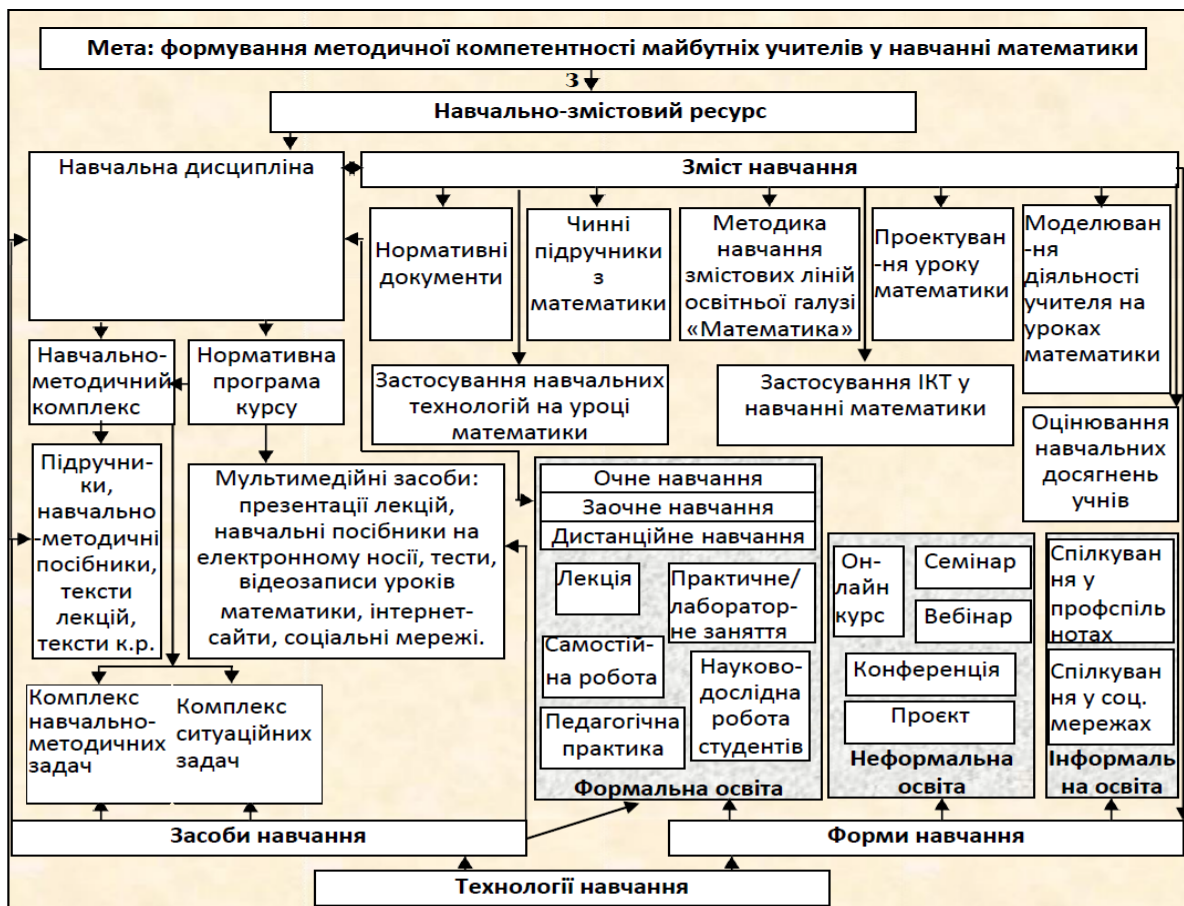 Мета: формування методичної компетентності майбутніх учителів у навчанні математики
З
Навчально-змістовий ресурс
Навчальна дисципліна
Зміст навчання
Нормативні
документи
Чинні
підручники
з
математики
Методика
навчання
змістових ліній
освітньої галузі
«Математика»
Проектуван
-ня уроку
математики
Моделюван
-ня
діяльності
учителя на
уроках
математики
Навчально-
методичний
комплекс
Нормативна
програма
курсу
Застосування навчальних
технологій на уроці
математики
Застосування ІКТ у
навчанні математики
Оцінювання
навчальних
досягнень
учнів
Підручни-
ки,
навчально
-методичні
посібники,
тексти
лекцій,
тексти к.р.
Мультимедійні засоби:
презентації лекцій,
навчальні посібники на
електронному носії, тести,
відеозаписи уроків
математики, інтернет-
сайти, соціальні мережі.
Очне навчання
Заочне навчання
Дистанційне навчання
Лекція
Практичне/
лаборатор-
не заняття
Самостій-
на робота
Науково-
дослідна
робота
студентів
Педагогічна
практика
Формальна освіта
Он-
лайн
курс
Семінар
Вебінар
Конференція
Проєкт
Неформальна
освіта
Спілкуван
ня у
профспіль
нотах
Спілкуван
ня у соц.
мережах
Інформаль
на освіта
Комплекс
навчально-
методичних
задач
Комплекс
ситуаційних
задач
Засоби навчання
Форми навчання
Технології навчання